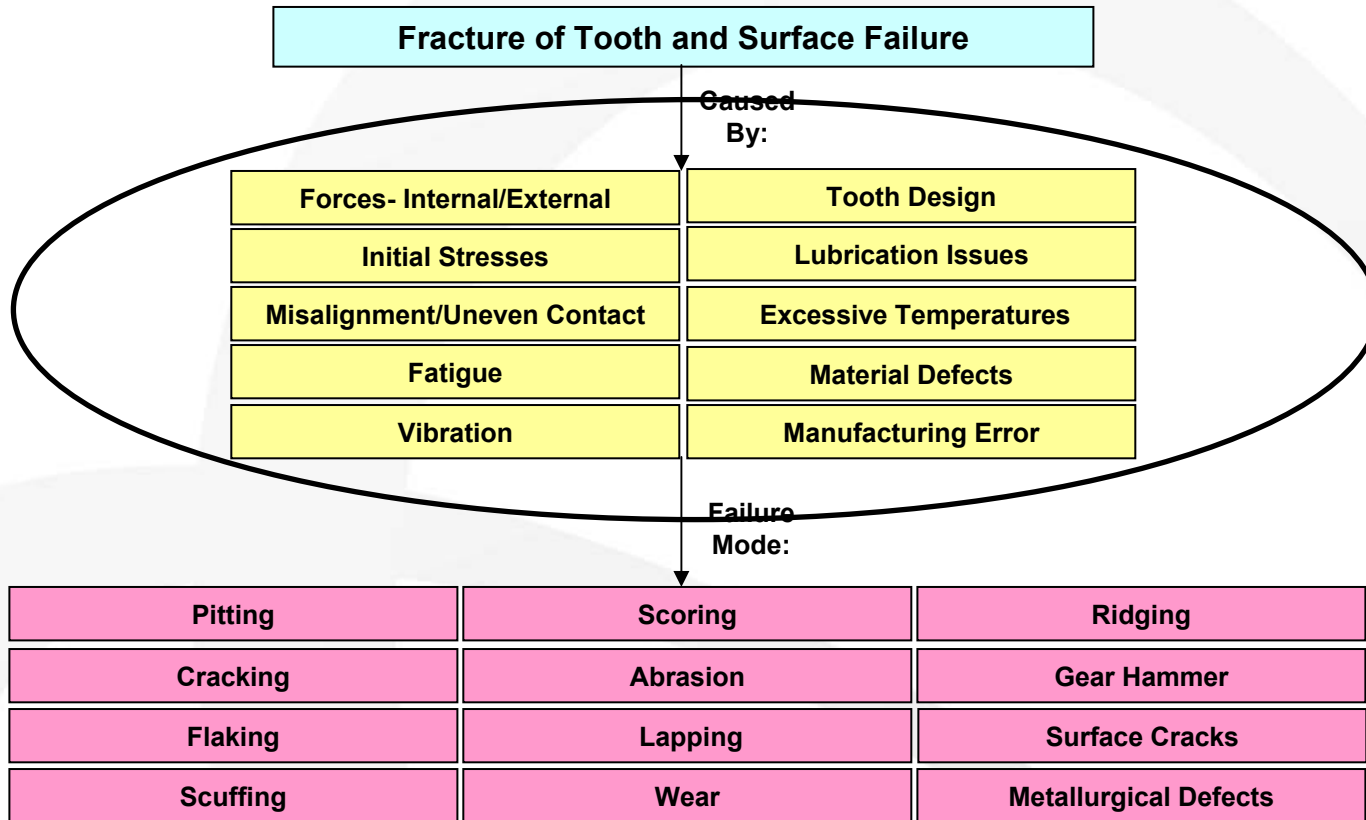 Fracture of Tooth and Surface Failure
Caused
By:
Forces- Internal/External
Tooth Design
Initial Stresses
Lubrication Issues
Misalignment/Uneven Contact
Excessive Temperatures
Fatigue
Material Defects
Vibration
Manufacturing Error
Failure
Mode:
Pitting
Scoring
Ridging
Cracking
Abrasion
Gear Hammer
Flaking
Lapping
Surface Cracks
Scuffing
Wear
Metallurgical Defects